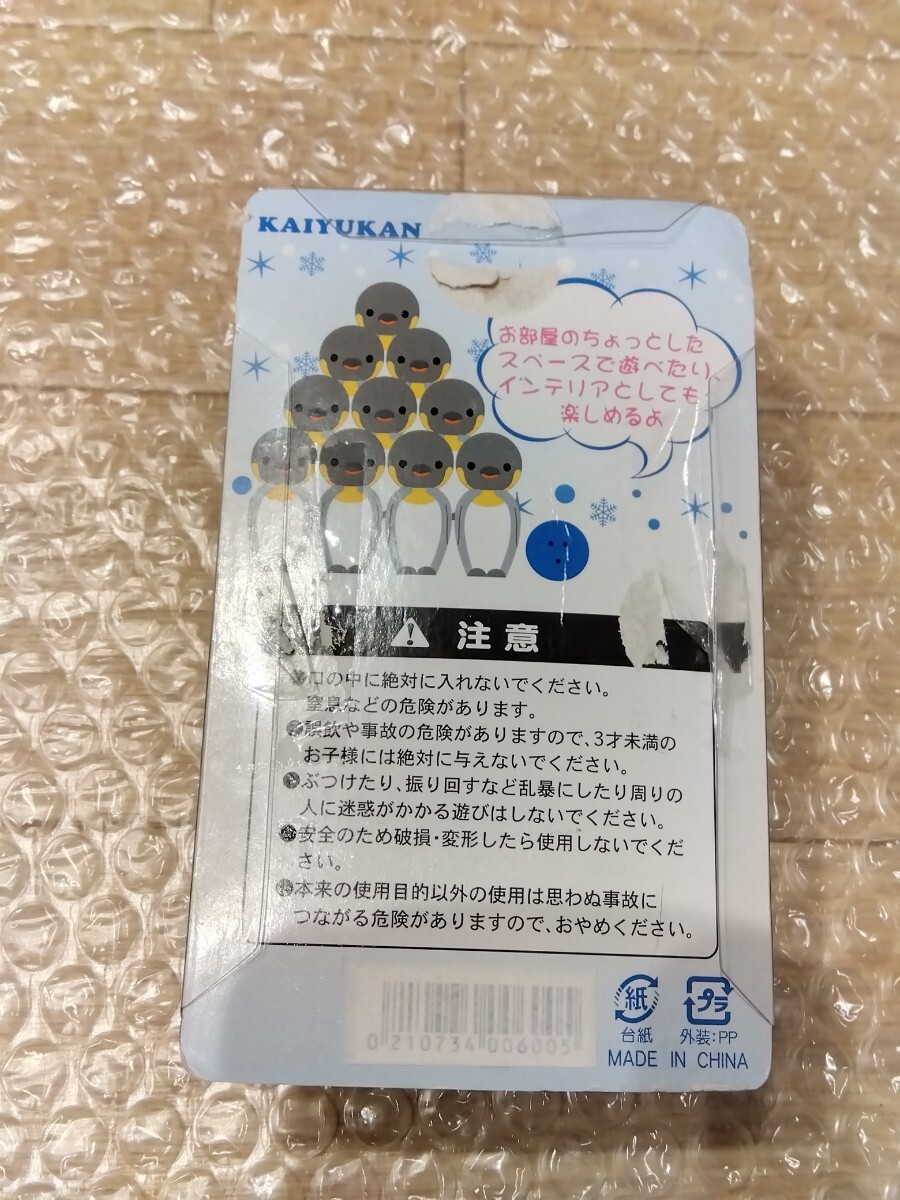 KAIYUKAN
お部屋のちょっとした
スペースで遊べたり、
インテリアとしても
楽しめるよ
注意
●口の中に絶対に入れないでください。
窒息などの危険があります。
●誤飲や事故の危険がありますので、3才未満の
お子様には絶対に与えないでください。
●ぶつけたり、振り回すなど乱暴にしたり周りの
人に迷惑がかかる遊びはしないでください。
●安全のため破損・変形したら使用しないでくだ
さい。
●本来の使用目的以外の使用は思わぬ事故に
つながる危険がありますので、おやめください。
0 210734 006005
紙
プラ
台紙
外装:PP
MADE IN CHINA